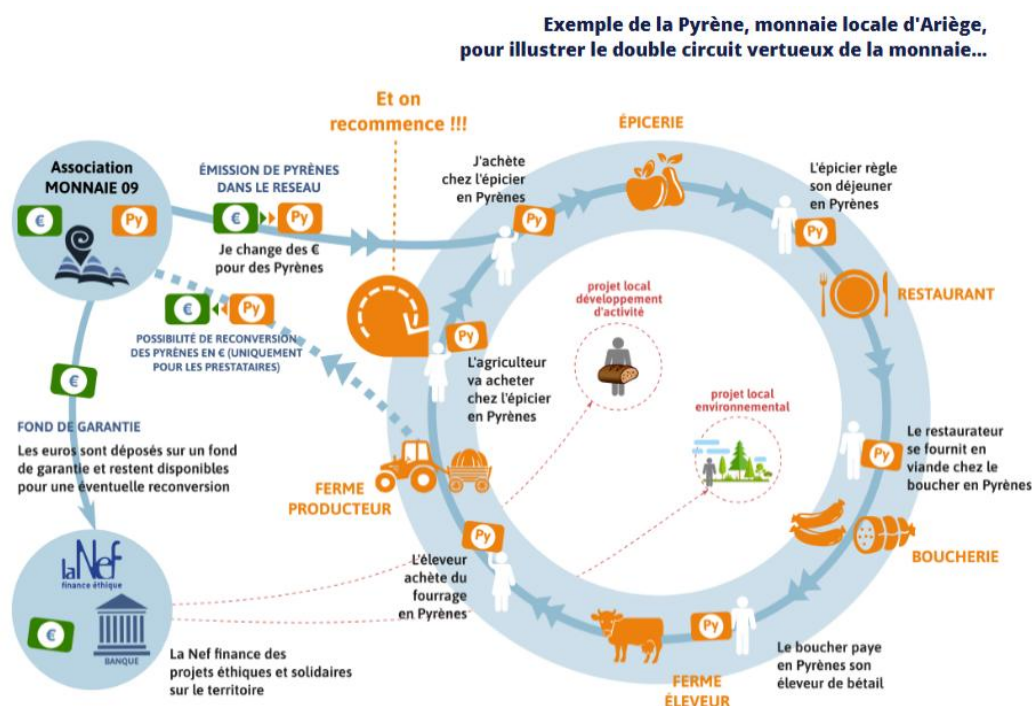 Exemple de la Pyrène, monnaie locale d'Ariège,
pour illustrer le double circuit vertueux de la monnaie...
Et on
recommence !!!
ÉPICERIE
Association
MONNAIE 09
€
Py
ÉMISSION DE PYRÈNES
DANS LE RESEAU
€
Py
Je change des €
pour des Pyrènes
J'achète
chez l'épicier
en Pyrènes
Py
L'épicier règle
son déjeuner
en Pyrènes
Py
RESTAURANT
€
Py
POSSIBILITÉ DE RECONVERSION
DES PYRÈNES EN € (UNIQUEMENT
POUR LES PRESTATAIRES)
projet local
développement
d'activité
Py
L'agriculteur
va acheter
chez l'épicier
en Pyrènes
projet local
environnemental
€
FOND DE GARANTIE
Les euros sont déposés sur un fond
de garantie et restent disponibles
pour une éventuelle reconversion
FERME
PRODUCTEUR
Py
Le restaurateur
se fournit en
viande chez le
boucher en Pyrènes
BOUCHERIE
Py
L'éleveur
achète du
fourrage
en Pyrènes
la Nef
finance éthique
€
BANQUE
La Nef finance des
projets éthiques et solidaires
sur le territoire
Py
FERME
ÉLEVEUR
Le boucher paye
en Pyrènes son
éleveur de bétail